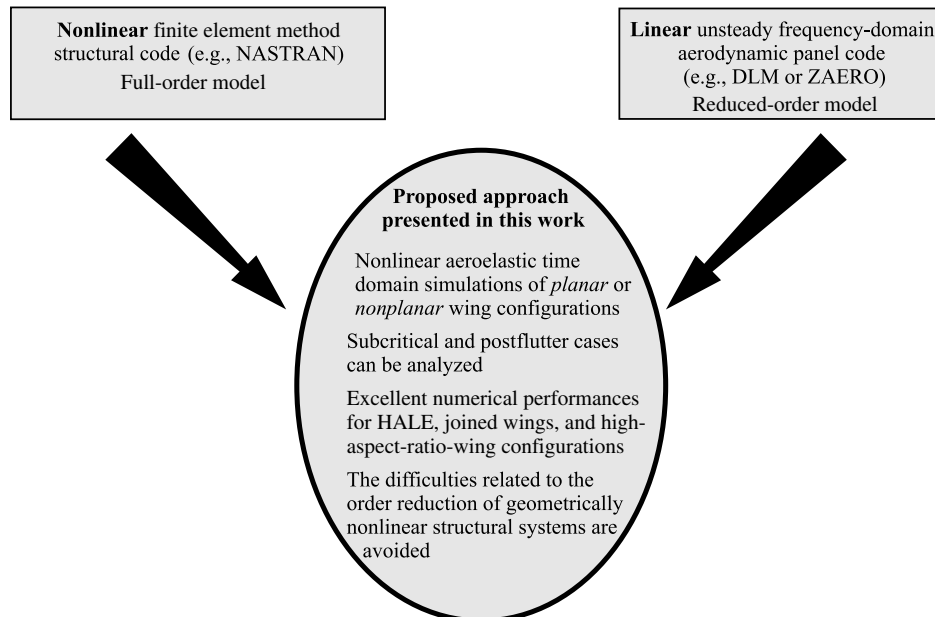 Nonlinear finite element method
structural code (e.g., NASTRAN)
Full-order model
Linear unsteady frequency-domain
aerodynamic panel code
(e.g., DLM or ZAERO)
Reduced-order model
Proposed approach
presented in this work
Nonlinear aeroelastic time
domain simulations of planar or
nonplanar wing configurations
Subcritical and postflutter cases
can be analyzed
Excellent numerical performances
for HALE, joined wings, and high-
aspect-ratio-wing configurations
The difficulties related to the
order reduction of geometrically
nonlinear structural systems are
avoided